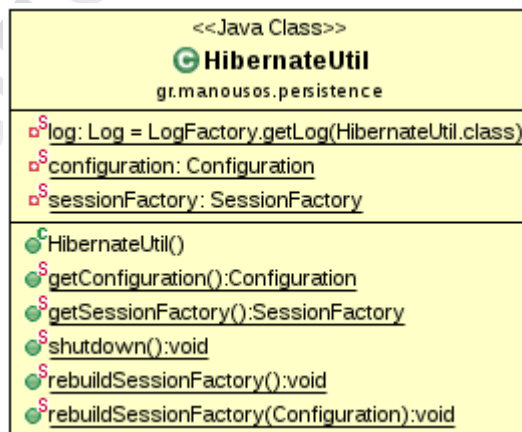 <<Java Class>>
HibernateUtil
gr.manousos.persistence
log: Log = LogFactory.getLog(HibernateUtil.class)
configuration: Configuration
sessionFactory: SessionFactory
HibernateUtil()
getConfiguration():Configuration
getSessionFactory():SessionFactory
shutdown():void
rebuildSessionFactory():void
rebuildSessionFactory(Configuration):void